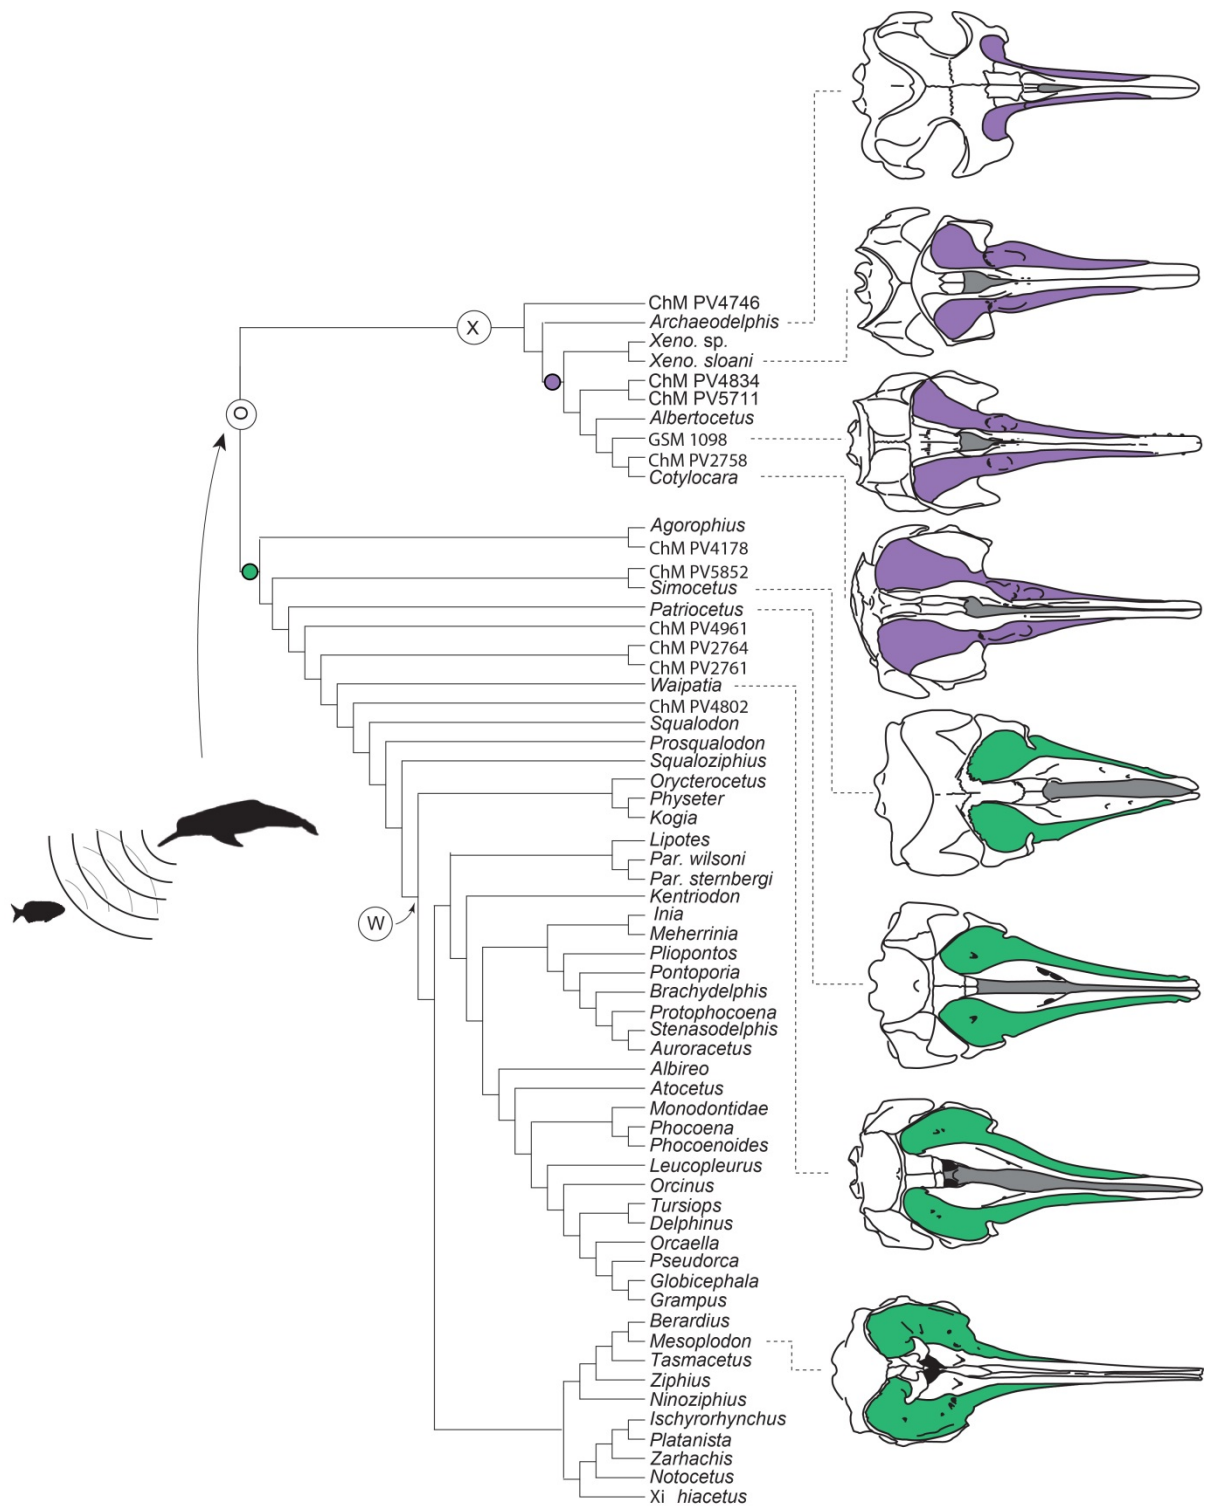 X
O
W
ChM PV4746
Archaeodelphis
Xeno. sp.
Xeno. sloani
ChM PV4834
ChM PV5711
Albertocetus
GSM 1098
ChM PV2758
Cotylocara
Agorophius
ChM PV4178
ChM PV5852
Simocetus
Patriocetus
ChM PV4961
ChM PV2764
ChM PV2761
Waipatia
ChM PV4802
Squalodon
Prosqualodon
Squaloziphius
Orycterocetus
Physeter
Kogia
Lipotes
Par. wilsoni
Par. sternbergi
Kentriodon
Inia
Meherrinia
Pliopontos
Pontoporia
Brachydelphis
Protophocoena
Stenasodelphis
Auroracetus
Albireo
Atocetus
Monodontidae
Phocoena
Phocoenoides
Leucopleurus
Orcinus
Tursiops
Delphinus
Orcaella
Pseudorca
Globicephala
Grampus
Berardius
Mesoplodon
Tasmacetus
Ziphius
Ninoziphius
Ischyrorhynchus
Platanista
Zarhachis
Notocetus
Xi hiacetus